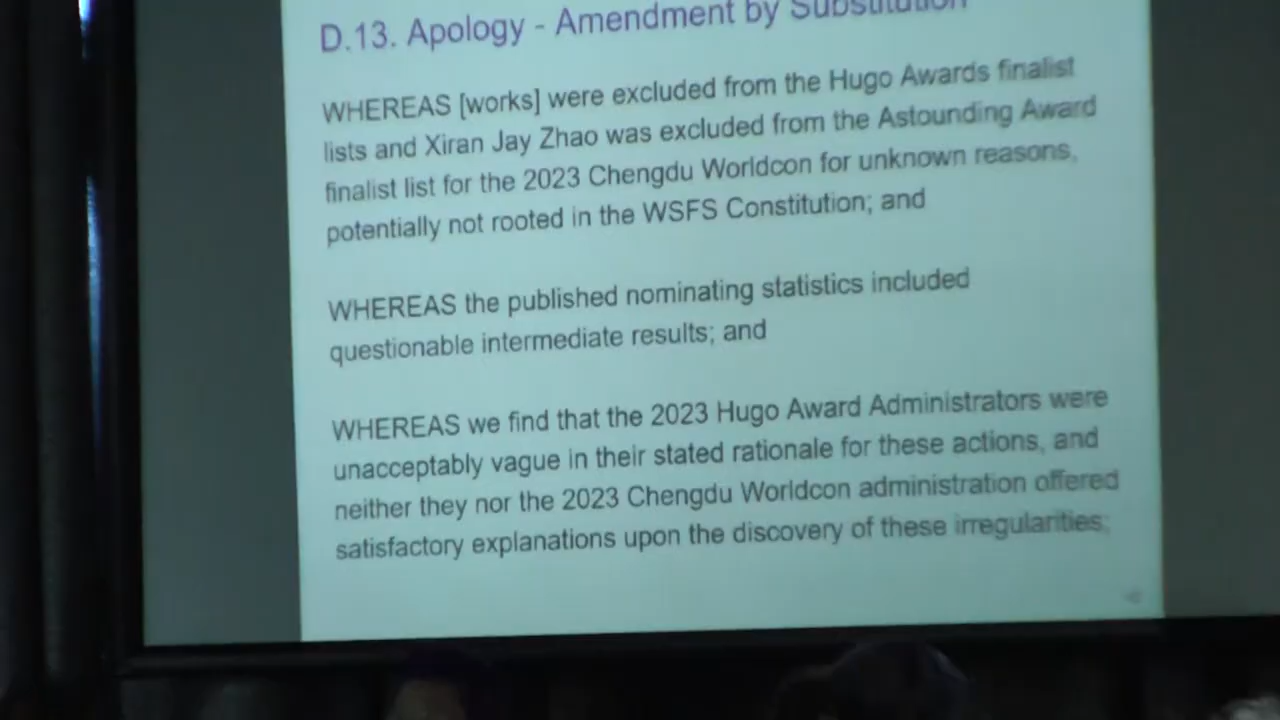 D.13. Apology - Amendment by Substitution
WHEREAS [works] were excluded from the Hugo Awards finalist
lists and Xiran Jay Zhao was excluded from the Astounding Award
finalist list for the 2023 Chengdu Worldcon for unknown reasons,
potentially not rooted in the WSFS Constitution; and
WHEREAS the published nominating statistics included
questionable intermediate results; and
WHEREAS we find that the 2023 Hugo Award Administrators were
unacceptably vague in their stated rationale for these actions, and
neither they nor the 2023 Chengdu Worldcon administration offered
satisfactory explanations upon the discovery of these irregularities;